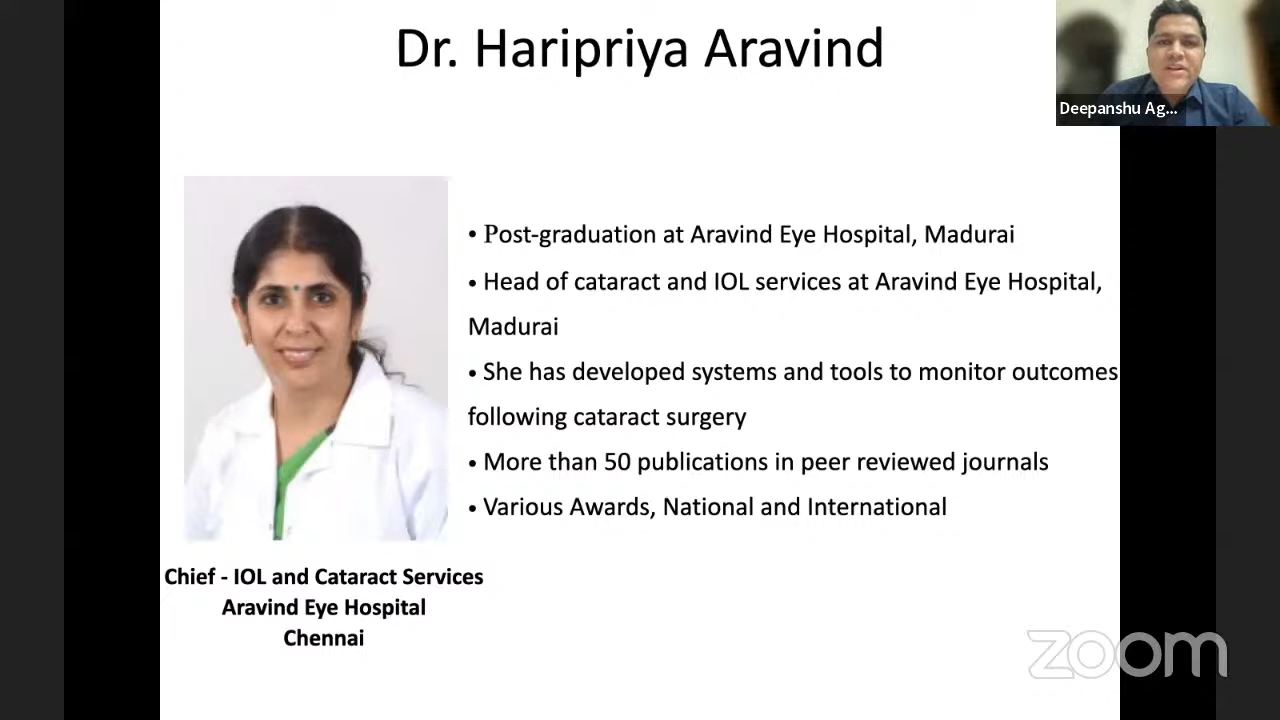 Dr. Haripriya Aravind
Deepanshu Ag...
• Post-graduation at Aravind Eye Hospital, Madurai
• Head of cataract and IOL services at Aravind Eye Hospital,
Madurai
• She has developed systems and tools to monitor outcomes
following cataract surgery
• More than 50 publications in peer reviewed journals
• Various Awards, National and International
Chief - IOL and Cataract Services
Aravind Eye Hospital
Chennai
zoom